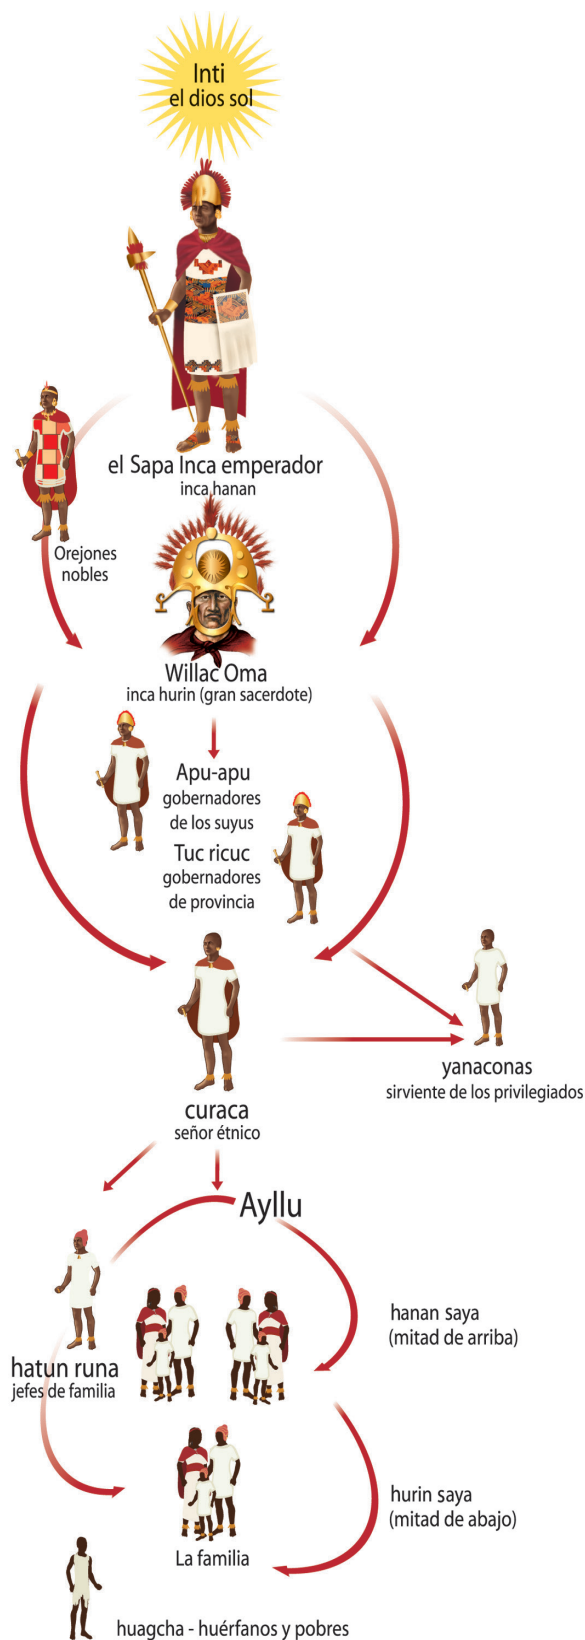 Inti
el dios sol
el Sapa Inca emperador
inca hanan
Orejones
nobles
Willac Oma
inca hurin (gran sacerdote)
Apu-apu
gobernadores
de los suyus
Tuc ricuc
gobernadores
de provincia
yanaconas
sirviente de los privilegiados
curaca
señor étnico
Ayllu
hanan saya
(mitad de arriba)
hatun runa
jefes de familia
hurin saya
(mitad de abajo)
La familia
huagcha - huérfanos y pobres